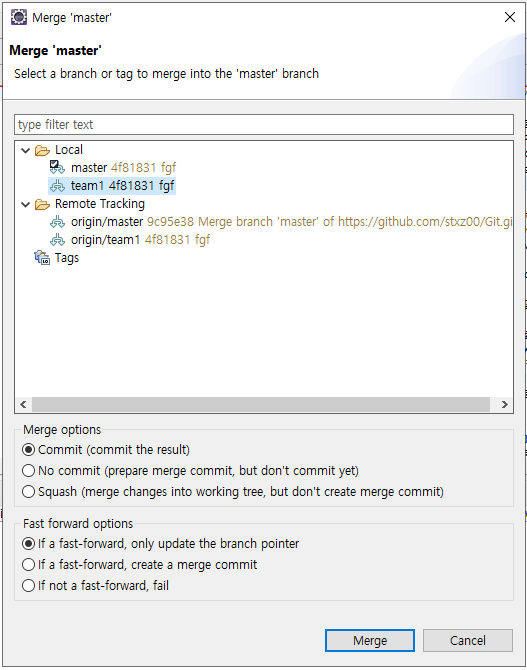 Merge 'master'
Merge 'master'
Select a branch or tag to merge into the 'master' branch
type filter text
Local
master 4f81831 fgf
team1 4f81831 fgf
Remote Tracking
origin/master 9c95e38 Merge branch 'master' of https://github.com/stxz00/Git.gi
origin/team1 4f81831 fgf
Tags
Merge options
Commit (commit the result)
No commit (prepare merge commit, but don't commit yet)
Squash (merge changes into working tree, but don't create merge commit)
Fast forward options
If a fast-forward, only update the branch pointer
If a fast-forward, create a merge commit
If not a fast-forward, fail
Merge
Cancel